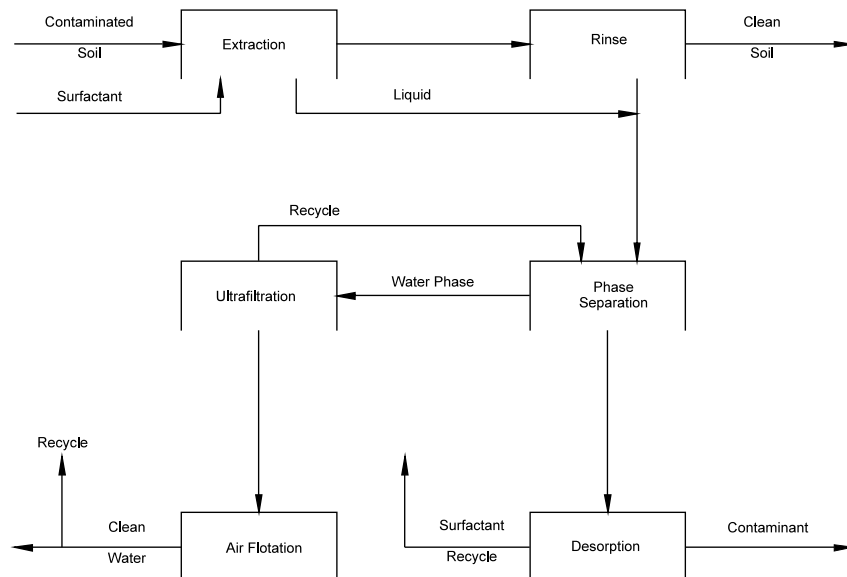 Contaminated
Soil
Extraction
Rinse
Clean
Soil
Surfactant
Liquid
Recycle
Ultrafiltration
Water Phase
Phase
Separation
Recycle
Clean
Water
Air Flotation
Surfactant
Recycle
Desorption
Contaminant